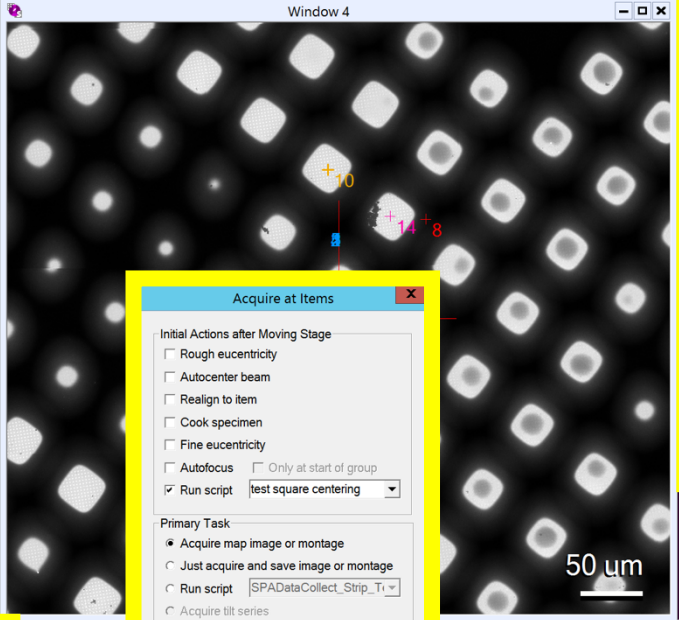 Window 4
10
14
8
Acquire at Items
Initial Actions after Moving Stage
Rough eucentricity
Autocenter beam
Realign to item
Cook specimen
Fine eucentricity
Autofocus Only at start of group
Run script test square centering
Primary Task
Acquire map image or montage
Just acquire and save image or montage
Run script SPADataCollect_Strip_T
Acquire tilt series
50 um